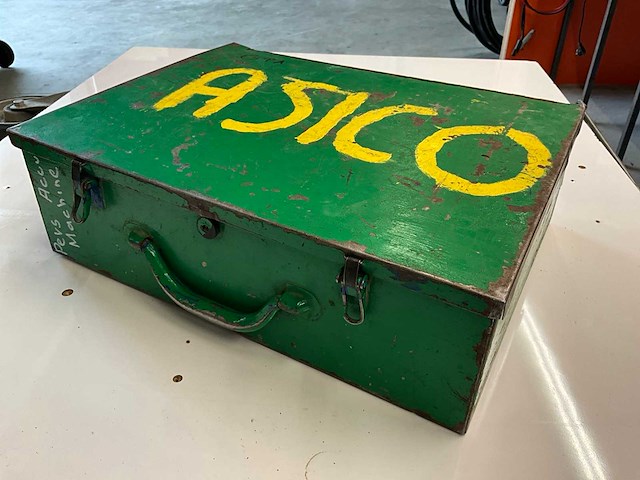 ASICO
Pers Accu
Machine